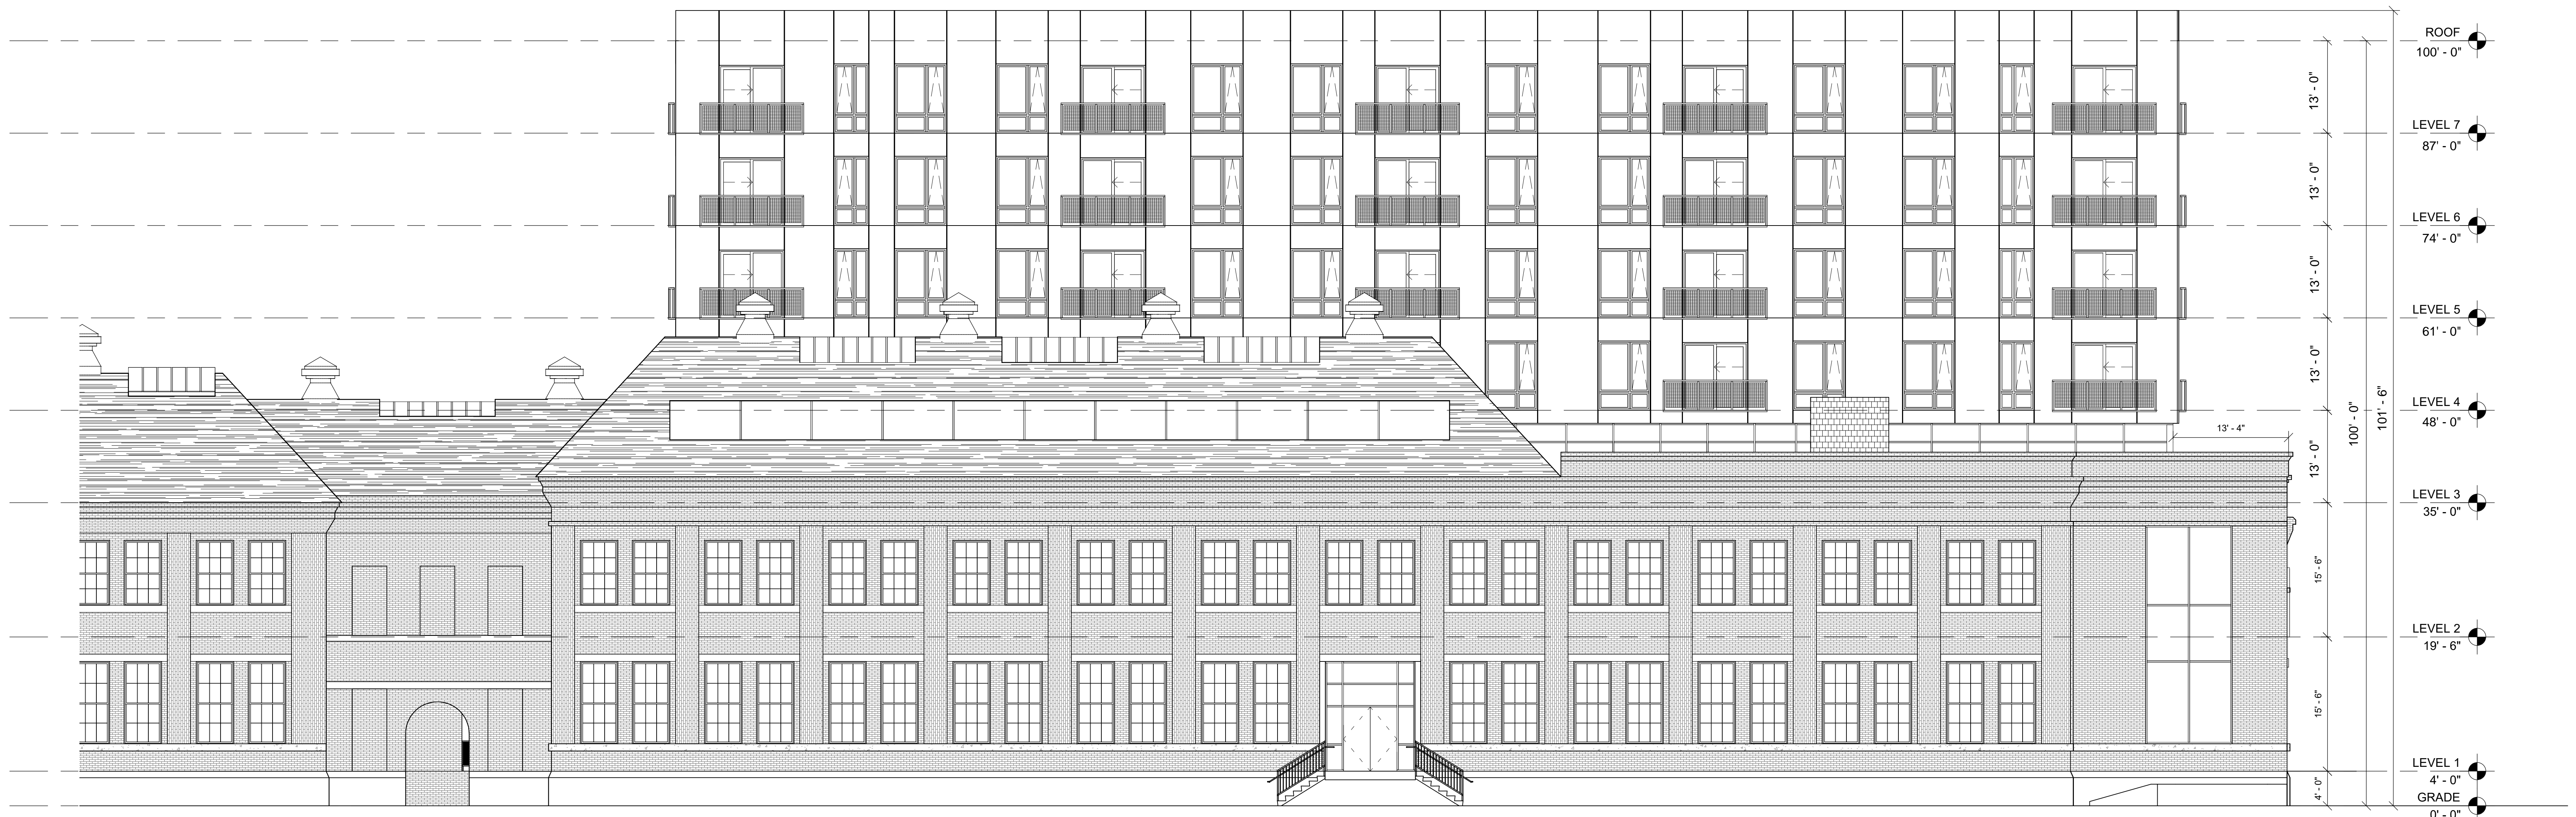 ROOF
100' - 0"
13' - 0"
LEVEL 7
87' - 0"
13' - 0"
LEVEL 6
74' - 0"
13' - 0"
LEVEL 5
61' - 0"
13' - 0"
LEVEL 4
48' - 0"
100' - 0"
101' - 6"
13' - 4"
13' - 0"
LEVEL 3
35' - 0"
15' - 6"
LEVEL 2
19' - 6"
15' - 6"
LEVEL 1
4' - 0"
4' - 0"
GRADE
0' - 0"